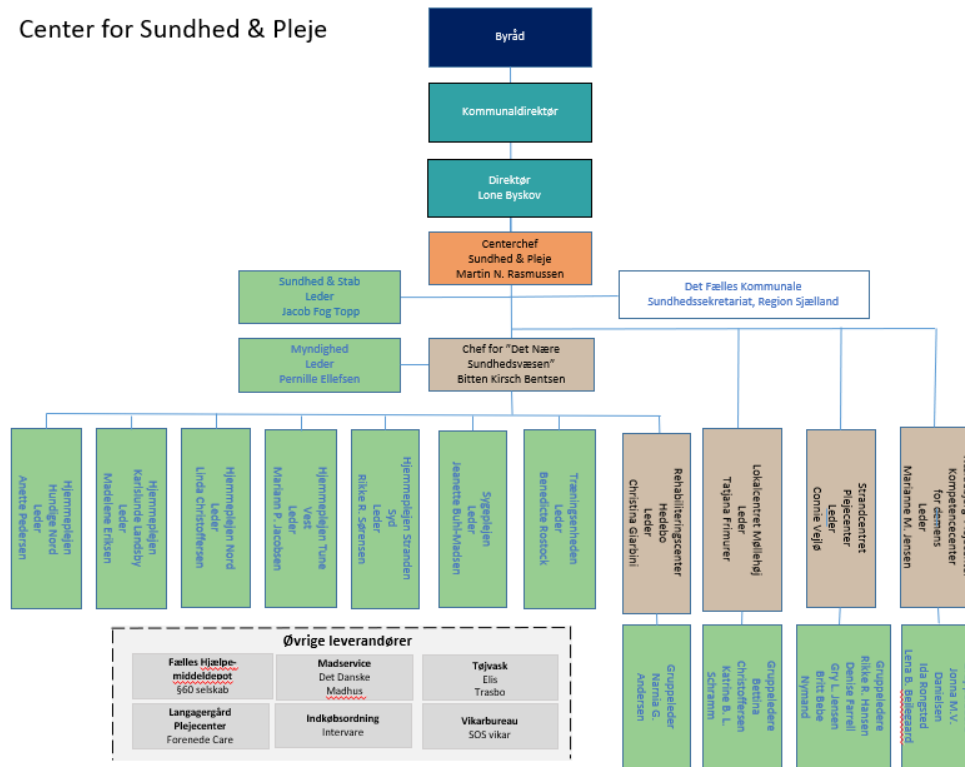 Center for Sundhed & Pleje
Byråd
Kommunaldirektør
Direktør
Lone Byskov
Centerchef
Sundhed & Pleje
Martin N. Rasmussen
Sundhed & Stab
Leder
Jacob Fog Topp
Det Fælles Kommunale
Sundhedssekretariat, Region Sjælland
Myndighed
Leder
Pernille Ellefsen
Chef for "Det Nære
Sundhedsvæsen"
Bitten Kirsch Bentsen
Hjemmeplejen
Hundige Nord
Leder
Anette Pedersen
Hjemmeplejen
Karlslunde Landsby
Leder
Madelene Eriksen
Hjemmeplejen Nord
Leder
Linda Christoffersen
Hjemmeplejen Tune
Vest
Leder
Mariann P. Jacobsen
Hjemmeplejen Stranden
Syd
Leder
Rikke R. Sørensen
Sygeplejen
Leder
Jeanette Buhl-Madsen
Træningsenheden
Leder
Benedicte Rostock
Rehabiliteringscenter
Hedebo
Leder
Christina Giarbini
Lokalcentret Møllehøj
Leder
Tatjana Frimurer
Strandcentret
Plejecenter
Leder
Connie Vejlø
Kompetencecenter
for demens
Leder
Marianne M. Jensen
Gruppeleder
Narnia G.
Andersen
Gruppeledere
Bettina
Christoffersen
Katrine B. L.
Schramm
Gruppeledere
Rikke R. Hansen
Denise Farrell
Gry L. Jensen
Britt Bebe
Nymand
Jonna M.V.
Danielsen
Ida Rongsted
Lena B. Bejlegaard
Øvrige leverandører
Fælles Hjælpe-
middeldepot
§60 selskab
Madservice
Det Danske
Madhus
Tøjvask
Elis
Trasbo
Langagergård
Plejecenter
Forenede Care
Indkøbsordning
Intervare
Vikarbureau
SOS vikar